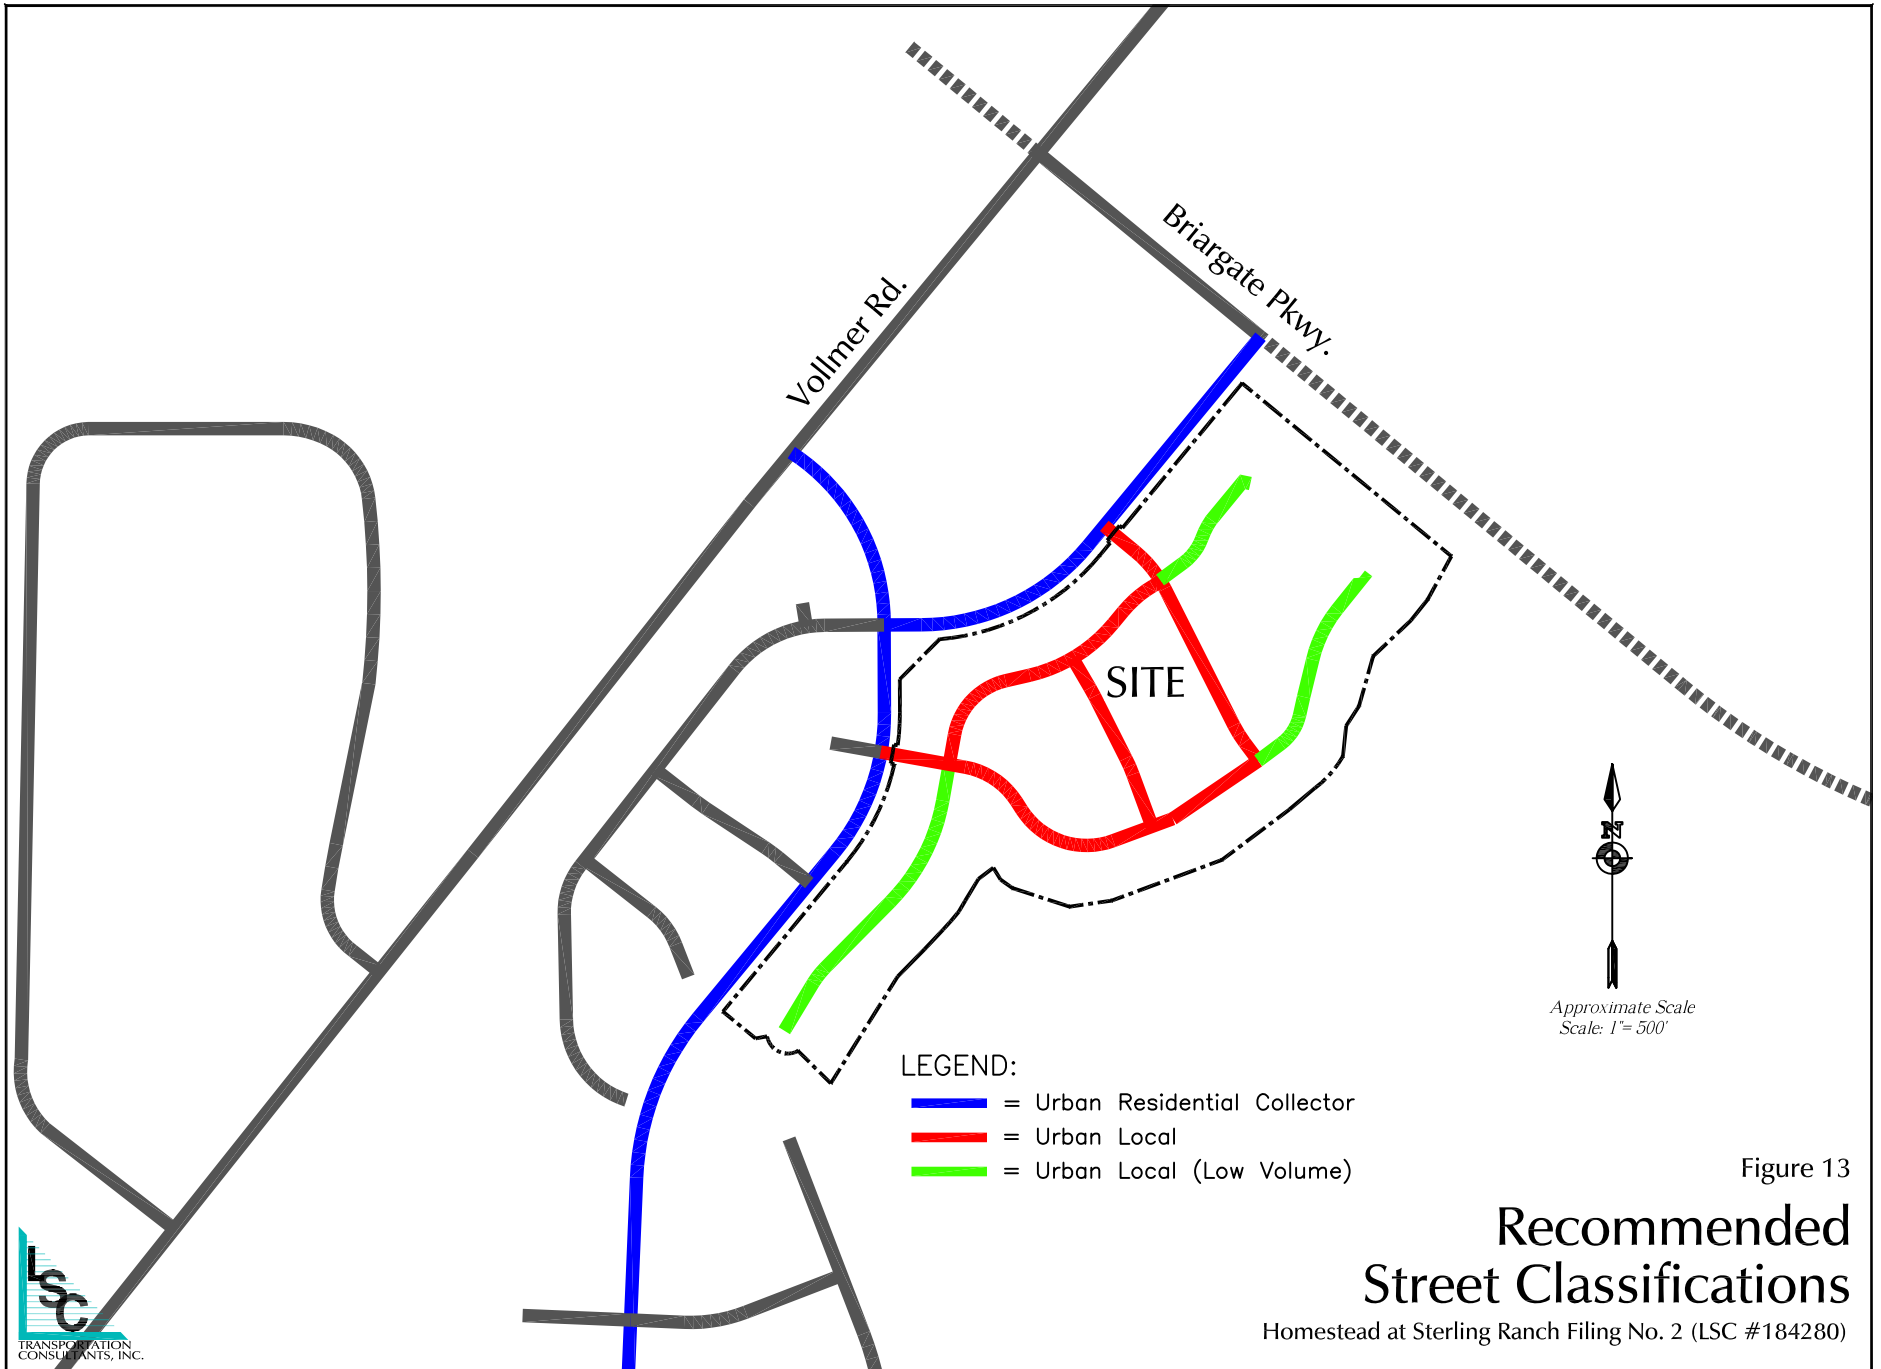 Briargate Pkwy.
Vollmer Rd.
SITE
N
Approximate Scale
Scale: 1"= 500'
LEGEND:
= Urban Residential Collector
= Urban Local
= Urban Local (Low Volume)
Figure 13
Recommended
Street Classifications
Homestead at Sterling Ranch Filing No. 2 (LSC #184280)
LSC
TRANSPORTATION
CONSULTANTS, INC.